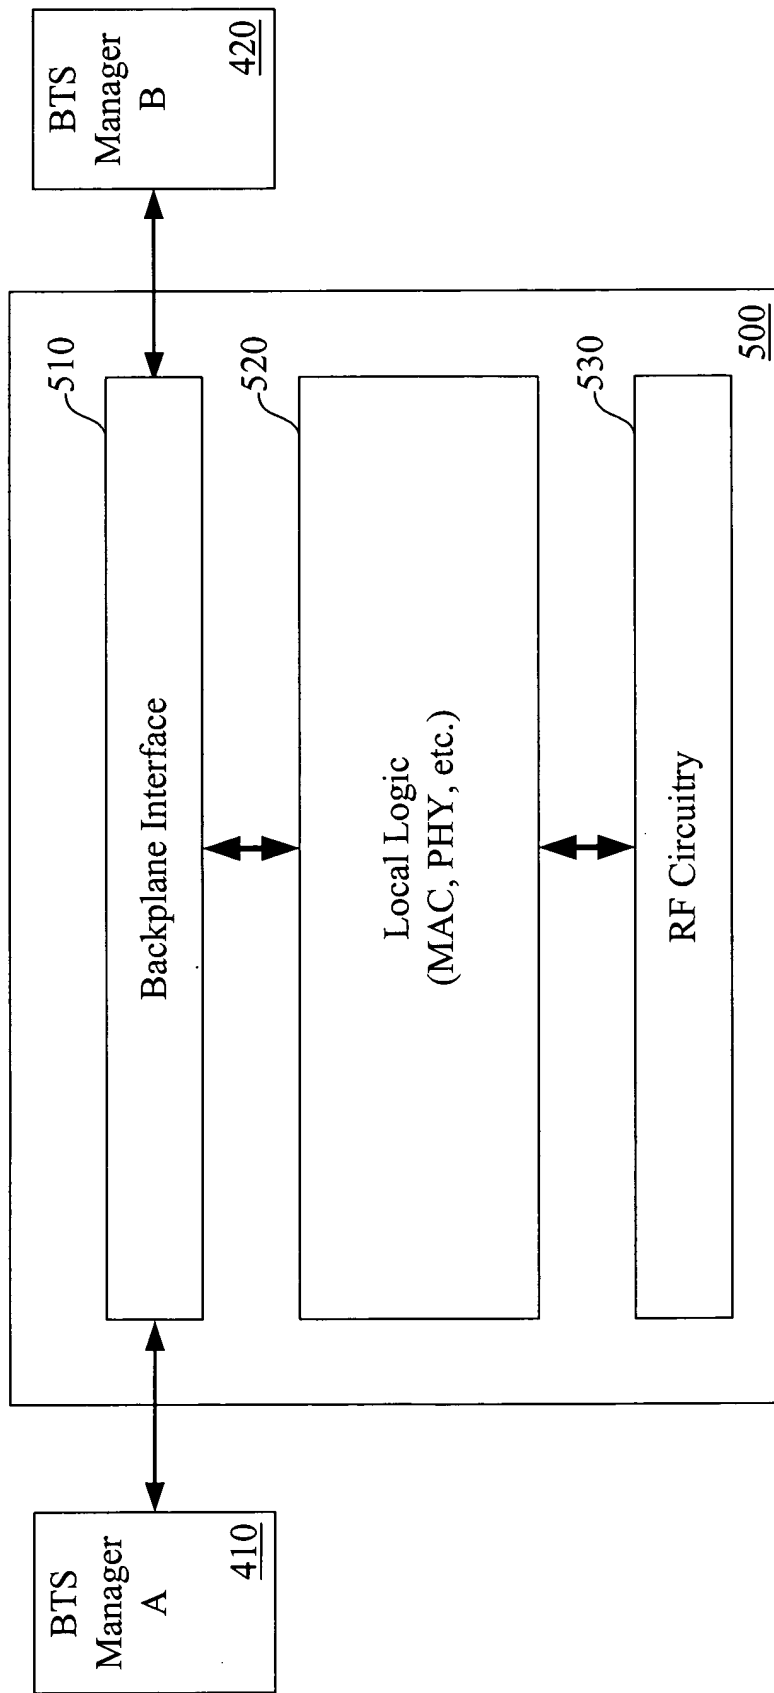 BTS
Manager
A
410
510
Backplane Interface
520
Local Logic
(MAC, PHY, etc.)
530
RF Circuitry
500
BTS
Manager
B
420